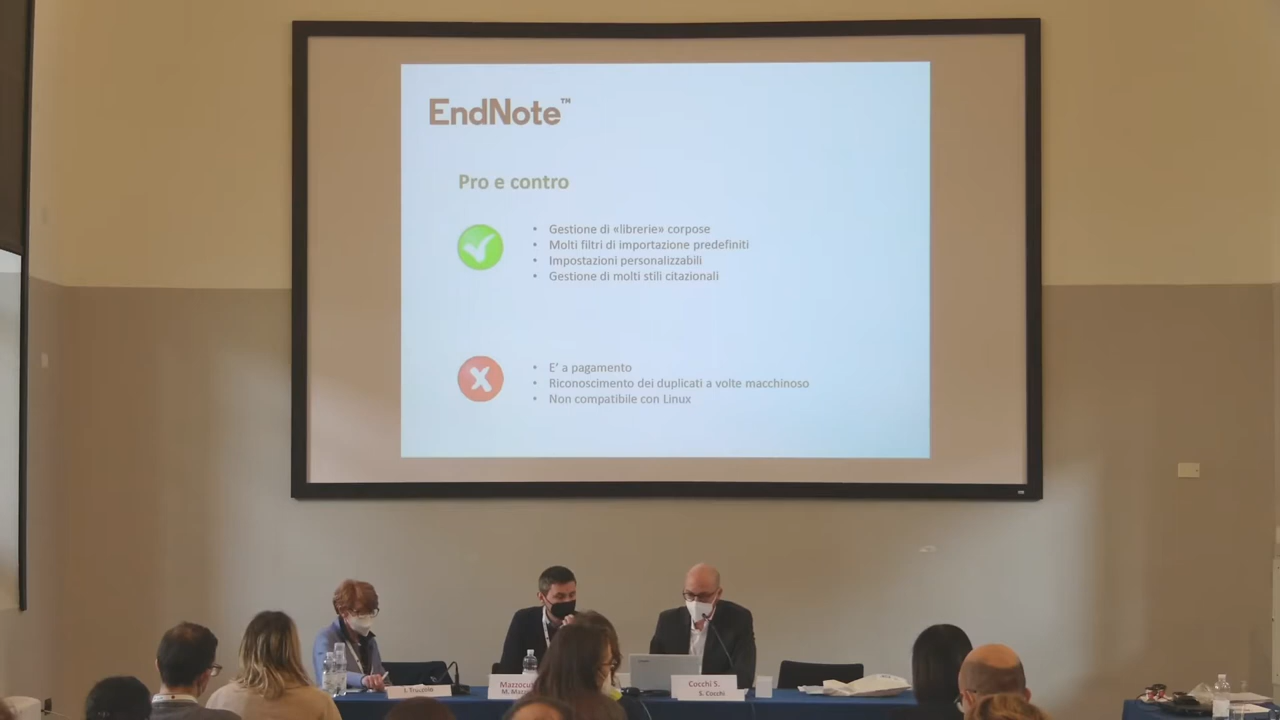 EndNote™
Pro e contro
• Gestione di «librerie» corpose
• Molti filtri di importazione predefiniti
• Impostazioni personalizzabili
• Gestione di molti stili citazionali
• E' a pagamento
• Riconoscimento dei duplicati a volte macchinoso
• Non compatibile con Linux
Cocchi S.
S. Cocchi